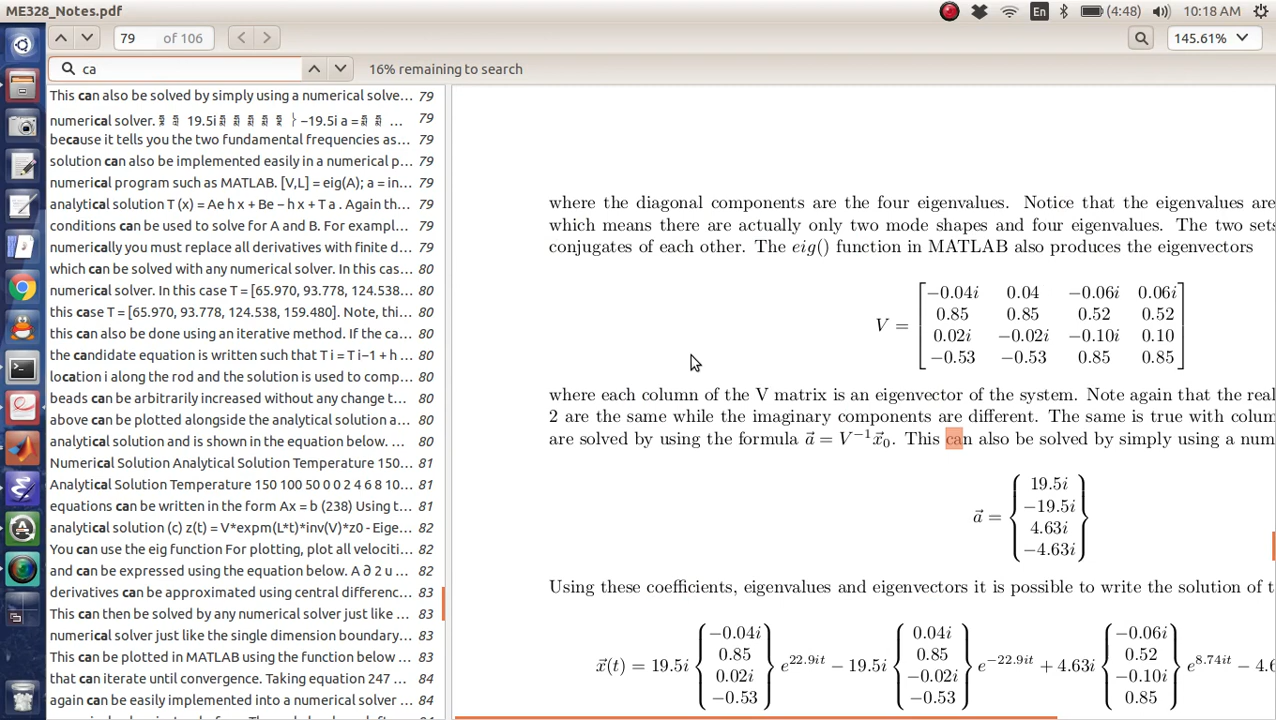 ME328_Notes.pdf
En
(4:48)
10:18 AM
79
of 106
145.61%
ca
16% remaining to search
This can also be solved by simply using a numerical solve... 79
numerical solver. 19.5i } −19.5i a = ... 79
because it tells you the two fundamental frequencies as... 79
solution can also be implemented easily in a numerical p... 79
numerical program such as MATLAB. [V,L] = eig(A); a = in... 79
analytical solution T (x) = Ae h x + Be − h x + T a . Again th... 79
conditions can be used to solve for A and B. For exampl... 79
numerically you must replace all derivatives with finite d... 79
which can be solved with any numerical solver. In this cas... 80
numerical solver. In this case T = [65.970, 93.778, 124.538... 80
this case T = [65.970, 93.778, 124.538, 159.480]. Note, thi... 80
this can also be done using an iterative method. If the ca... 80
the candidate equation is written such that T i = T i−1 + h ... 80
location i along the rod and the solution is used to comp... 80
beads can be arbitrarily increased without any change t... 80
above can be plotted alongside the analytical solution a... 80
analytical solution and is shown in the equation below. ... 80
Numerical Solution Analytical Solution Temperature 150 ... 81
Analytical Solution Temperature 150 100 50 0 0 2 4 6 8 10... 81
equations can be written in the form Ax = b (238) Using t... 81
analytical solution (c) z(t) = V*expm(L*t)*inv(V)*z0 - Eige... 82
You can use the eig function For plotting, plot all velociti... 82
and can be expressed using the equation below. A ∂ 2 u ... 82
derivatives can be approximated using central differenc... 83
This can then be solved by any numerical solver just like ... 83
numerical solver just like the single dimension boundary... 83
This can be plotted in MATLAB using the function below ... 83
that can iterate until convergence. Taking equation 247 ... 84
again can be easily implemented into a numerical solver ... 84
where the diagonal components are the four eigenvalues. Notice that the eigenvalues are
which means there are actually only two mode shapes and four eigenvalues. The two sets
conjugates of each other. The eig() function in MATLAB also produces the eigenvectors
−0.04i 0.04 −0.06i 0.06i
V = 0.85 0.85 0.52 0.52
0.02i −0.02i −0.10i 0.10
−0.53 −0.53 0.85 0.85
where each column of the V matrix is an eigenvector of the system. Note again that the real
2 are the same while the imaginary components are different. The same is true with colum
are solved by using the formula a⃗ = V⁻¹x⃗₀. This can also be solved by simply using a num
19.5i
a⃗ = −19.5i
4.63i
−4.63i
Using these coefficients, eigenvalues and eigenvectors it is possible to write the solution of t
−0.04i 0.04i −0.06i
0.85 −0.85 0.52
x⃗(t) = 19.5i 0.02i e^22.9it − 19.5i −0.02i e^−22.9it + 4.63i −0.10i e^8.74it − 4.6
−0.53 −0.53 0.85